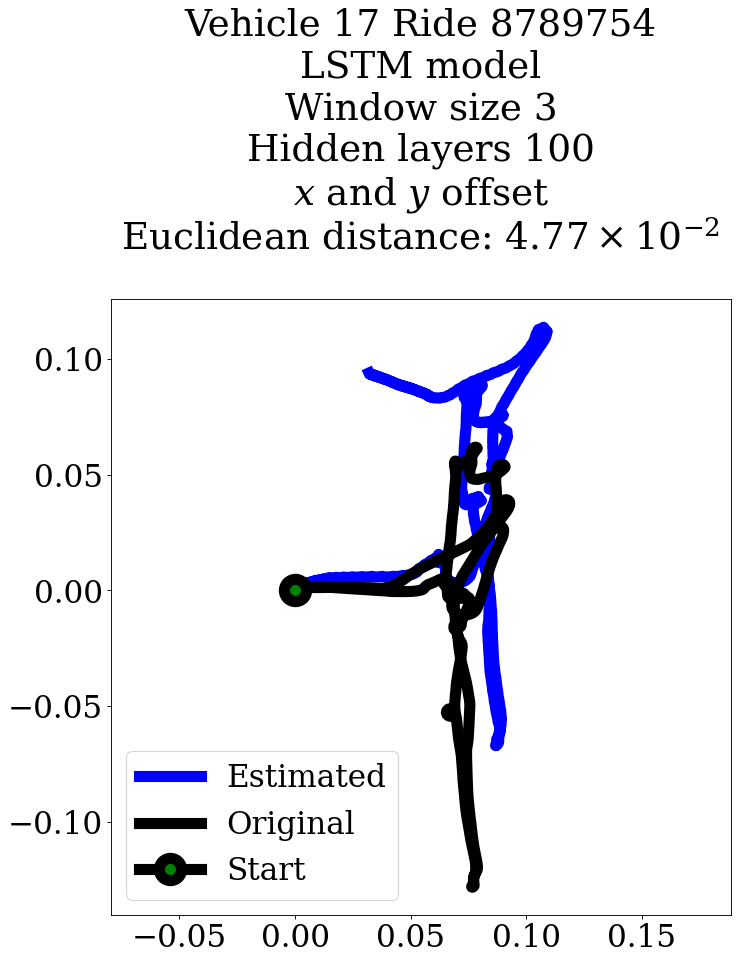 Vehicle 17 Ride 8789754
LSTM model
Window size 3
Hidden layers 100
x and y offset
Euclidean distance: 4.77 × 10⁻²
0.10
0.05
0.00
−0.05
−0.10
Estimated
Original
Start
−0.05 0.00 0.05 0.10 0.15